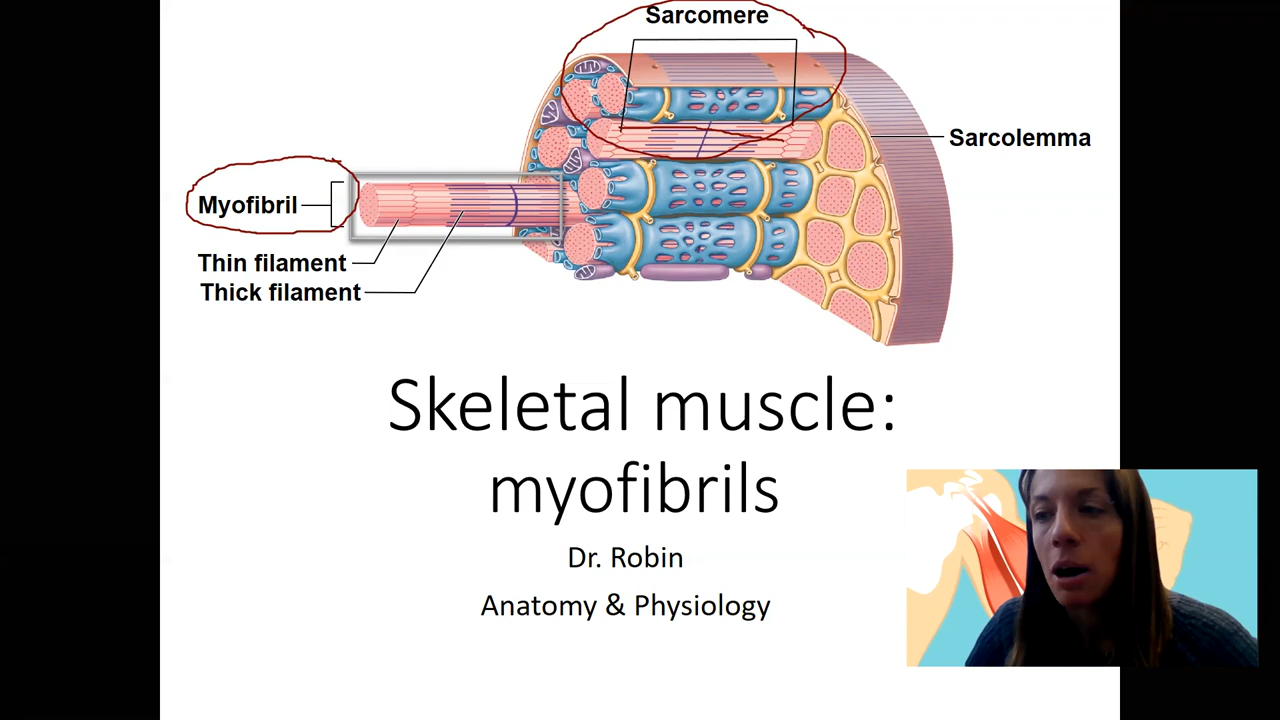 Sarcomere
Sarcolemma
Myofibril
Thin filament
Thick filament
Skeletal muscle:
myofibrils
Dr. Robin
Anatomy & Physiology